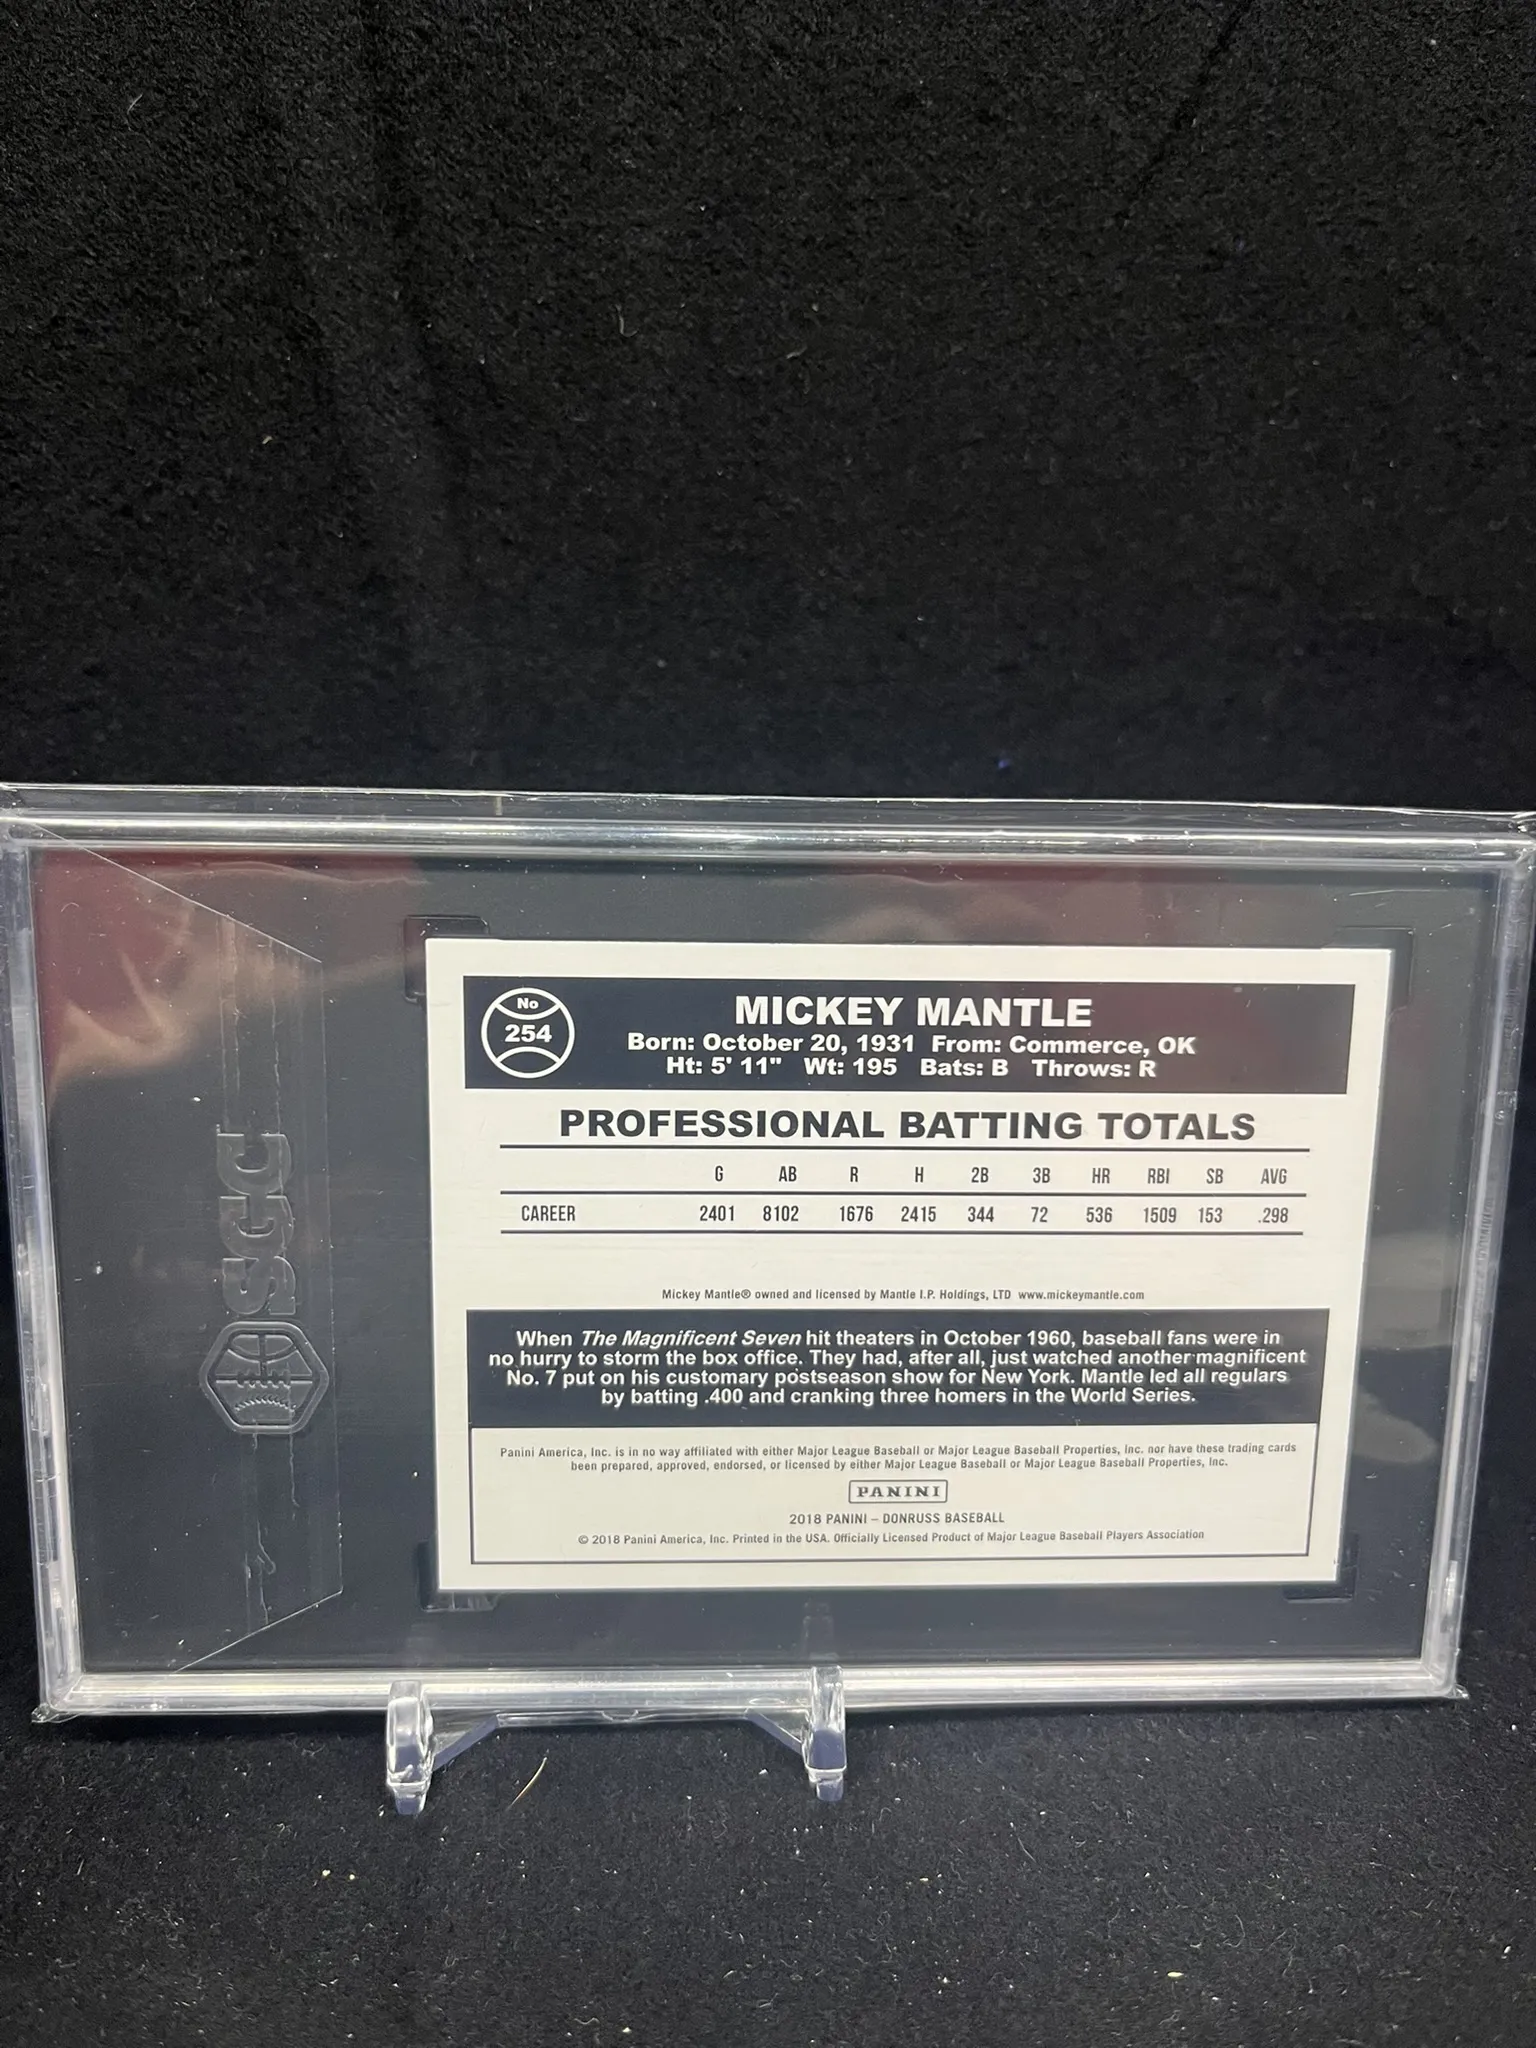 SGC
No
254
MICKEY MANTLE
Born: October 20, 1931 From: Commerce, OK
Ht: 5' 11" Wt: 195 Bats: B Throws: R
PROFESSIONAL BATTING TOTALS
G AB R H 2B 3B HR RBI SB AVG
CAREER 2401 8102 1676 2415 344 72 536 1509 153 .298
Mickey Mantle® owned and licensed by Mantle I.P. Holdings, LTD www.mickeymantle.com
When The Magnificent Seven hit theaters in October 1960, baseball fans were in
no hurry to storm the box office. They had, after all, just watched another magnificent
No. 7 put on his customary postseason show for New York. Mantle led all regulars
by batting .400 and cranking three homers in the World Series.
Panini America, Inc. is in no way affiliated with either Major League Baseball or Major League Baseball Properties, Inc. nor have these trading cards
been prepared, approved, endorsed, or licensed by either Major League Baseball or Major League Baseball Properties, Inc.
PANINI
2018 PANINI – DONRUSS BASEBALL
© 2018 Panini America, Inc. Printed in the USA. Officially Licensed Product of Major League Baseball Players Association